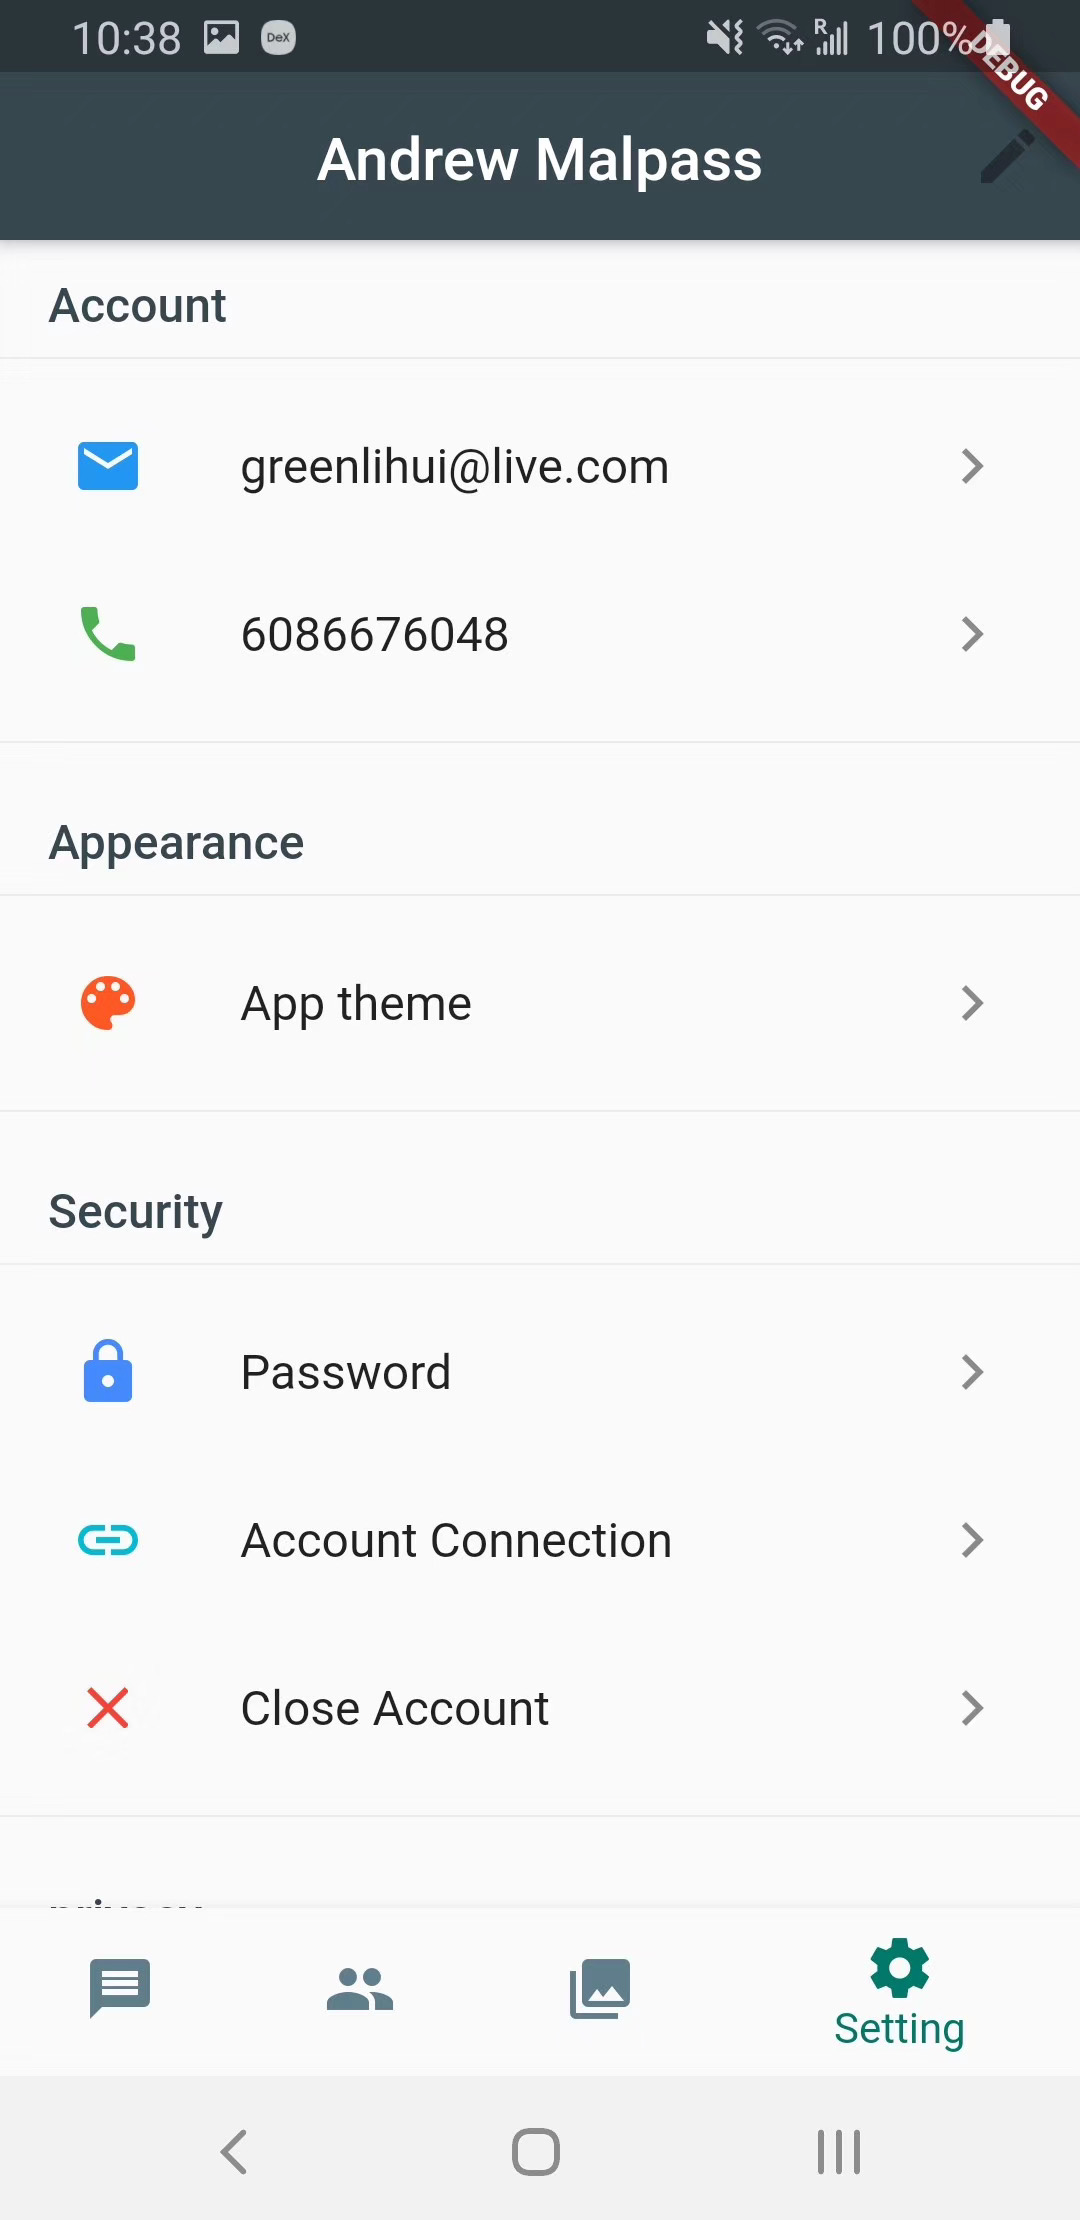 10:38
DeX
R
100%
DEBUG
Andrew Malpass
Account
greenlihui@live.com
6086676048
Appearance
App theme
Security
Password
Account Connection
Close Account
Setting